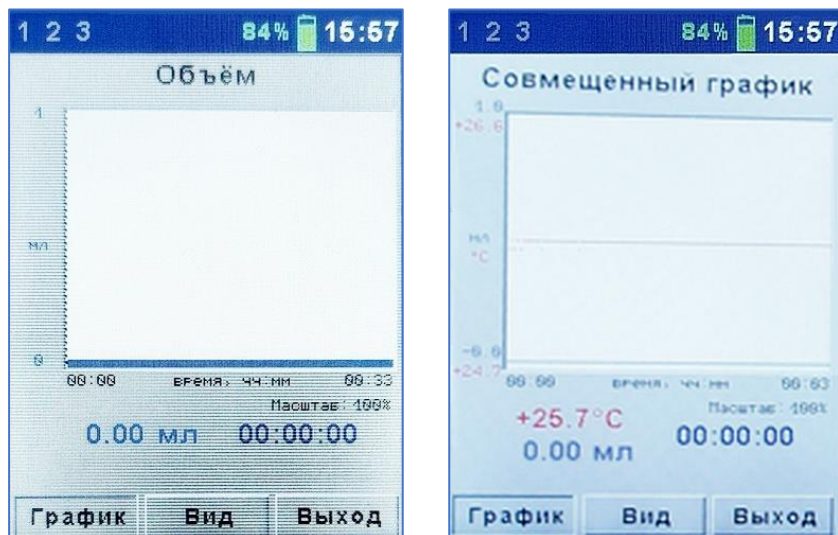 1 2 3 84% 15:57
Объём
1
мл
0
00:00 время, чч:мм 00:33
Масштаб: 100%
0.00 мл 00:00:00
График Вид Выход
1 2 3 84% 15:57
Совмещенный график
1.0
+26.6
мл
°C
-0.0
+24.7
00:00 время, чч:мм 00:03
Масштаб: 100%
+25.7°C
0.00 мл
00:00:00
График Вид Выход